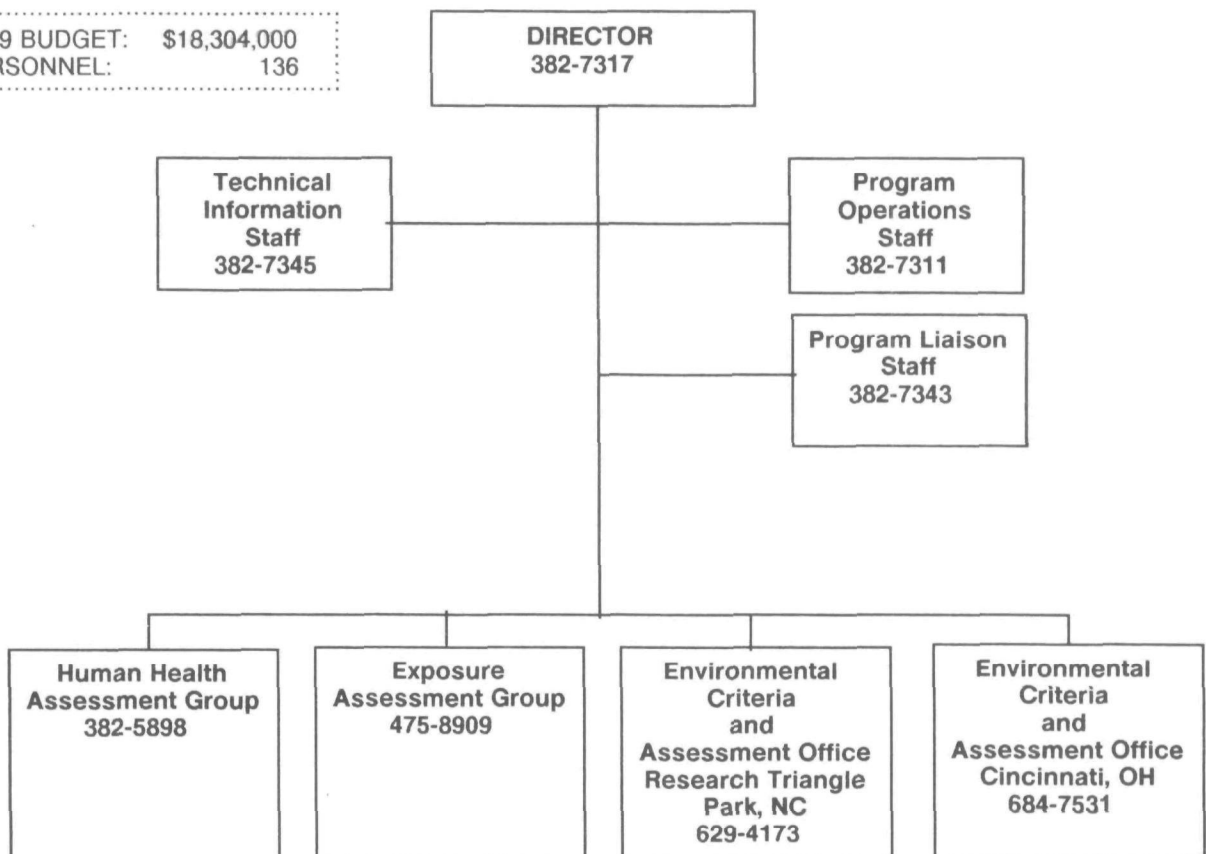 9 BUDGET: $18,304,000
RSONNEL: 136
DIRECTOR
382-7317
Technical
Information
Staff
382-7345
Program
Operations
Staff
382-7311
Program Liaison
Staff
382-7343
Human Health
Assessment Group
382-5898
Exposure
Assessment Group
475-8909
Environmental
Criteria
and
Assessment Office
Research Triangle
Park, NC
629-4173
Environmental
Criteria
and
Assessment Office
Cincinnati, OH
684-7531